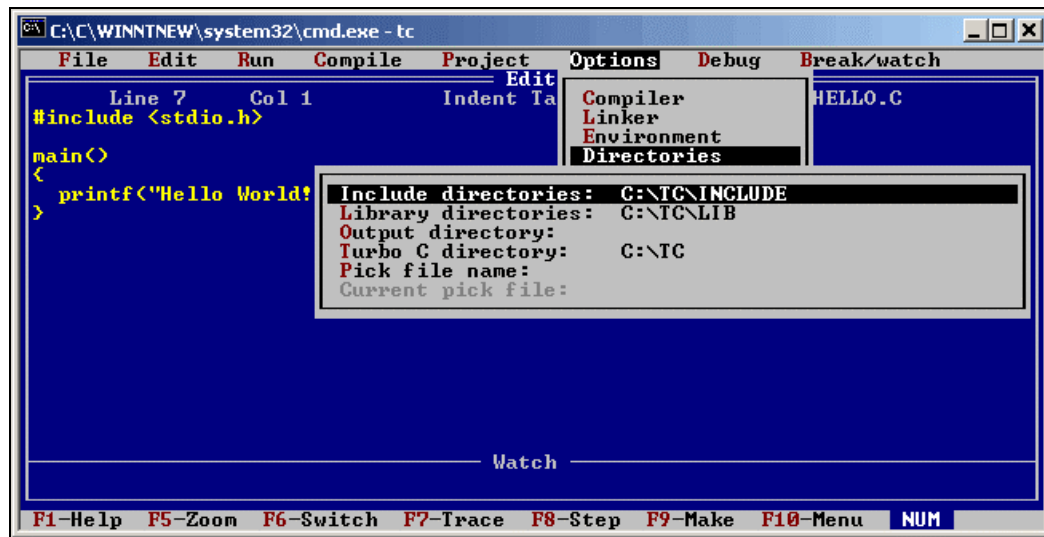 C:\C\WINNTNEW\system32\cmd.exe - tc
File Edit Run Compile Project Options Debug Break/watch
Edit
Line 7 Col 1 Indent Ta HELLO.C
#include <stdio.h>
main()
{
printf("Hello World!
}
Compiler
Linker
Environment
Directories
Include directories: C:\TC\INCLUDE
Library directories: C:\TC\LIB
Output directory:
Turbo C directory: C:\TC
Pick file name:
Current pick file:
Watch
F1-Help F5-Zoom F6-Switch F7-Trace F8-Step F9-Make F10-Menu NUM